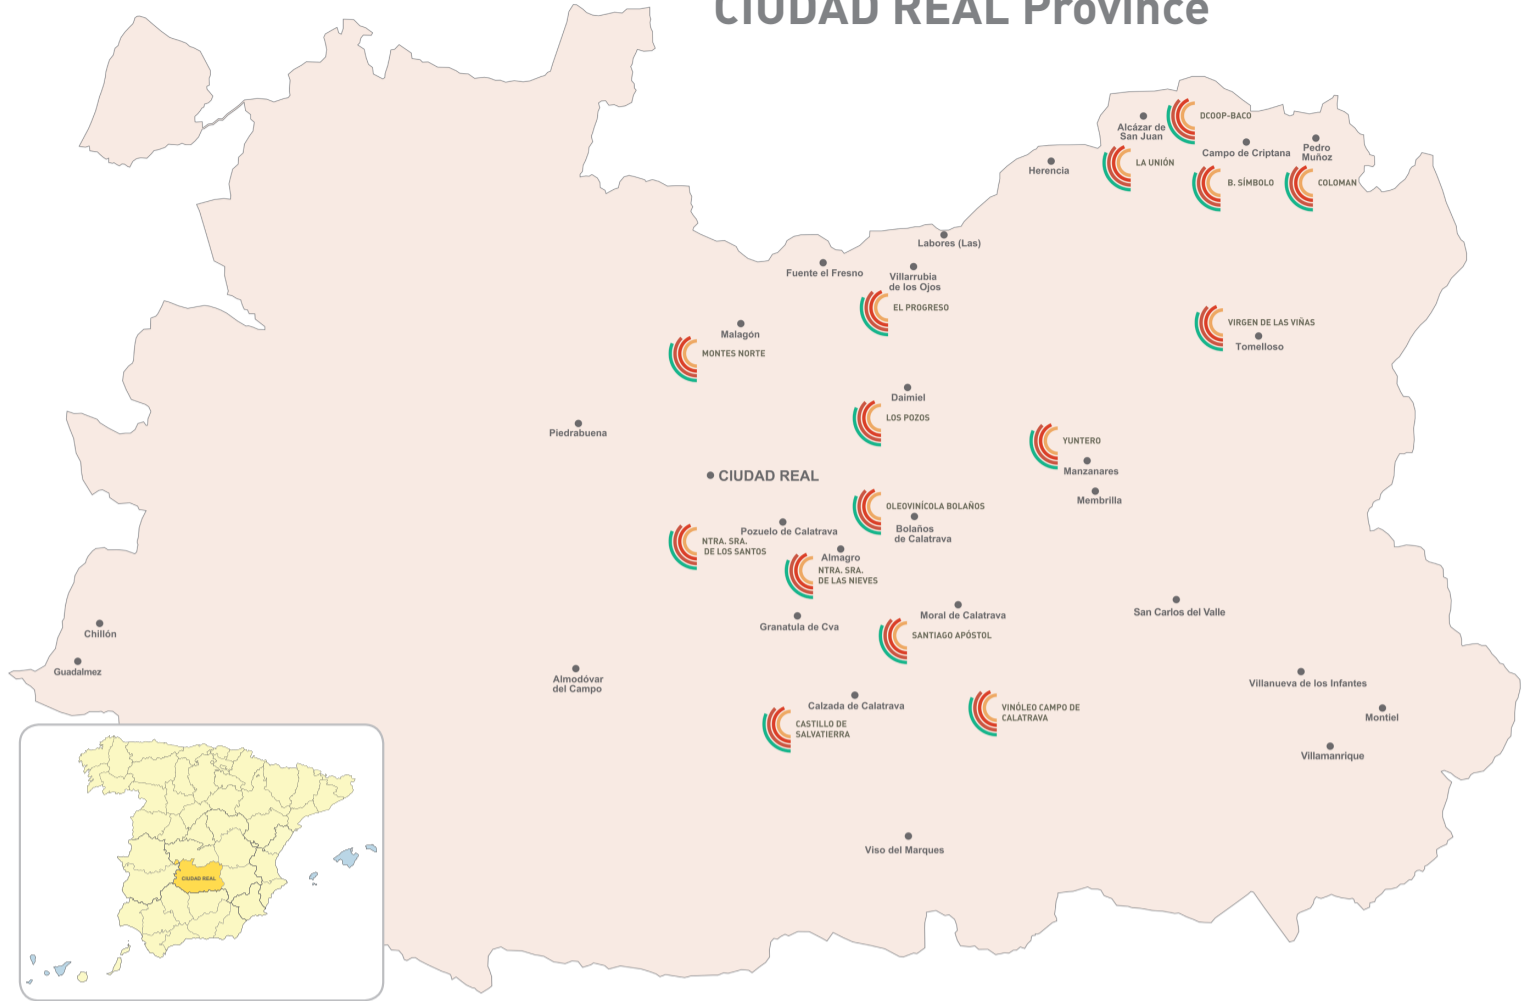 CIUDAD REAL Province
DCOOP-BACO
Alcázar de
San Juan
Campo de Criptana
Pedro
Muñoz
LA UNIÓN
Herencia
B. SÍMBOLO
COLOMAN
Labores (Las)
Fuente el Fresno
Villarrubia
de los Ojos
EL PROGRESO
VIRGEN DE LAS VIÑAS
Tomelloso
Malagón
MONTES NORTE
Daimiel
LOS POZOS
Piedrabuena
YUNTERO
Manzanares
CIUDAD REAL
Membrilla
OLEOVINÍCOLA BOLAÑOS
Bolaños
de Calatrava
Pozuelo de Calatrava
NTRA. SRA.
DE LOS SANTOS
Almagro
NTRA. SRA.
DE LAS NIEVES
Moral de Calatrava
San Carlos del Valle
Granatula de Cva
SANTIAGO APÓSTOL
Chillón
Guadalmez
Almodóvar
del Campo
Villanueva de los Infantes
Calzada de Calatrava
VINÓLEO CAMPO DE
CALATRAVA
Montiel
CASTILLO DE
SALVATIERRA
Villamanrique
Viso del Marques
CIUDAD REAL